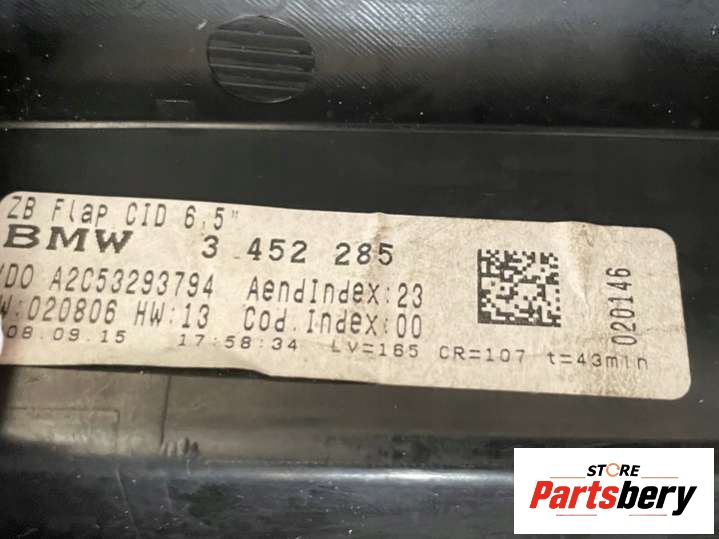 ZB Flap CID 6,5"
BMW 3 452 285
VDO A2C53293794 AendIndex:23
W:020806 HW:13 Cod.Index:00
08.09.15 17:58:34 LV=165 CR=107 t=43min
020146
STORE
Partsbery